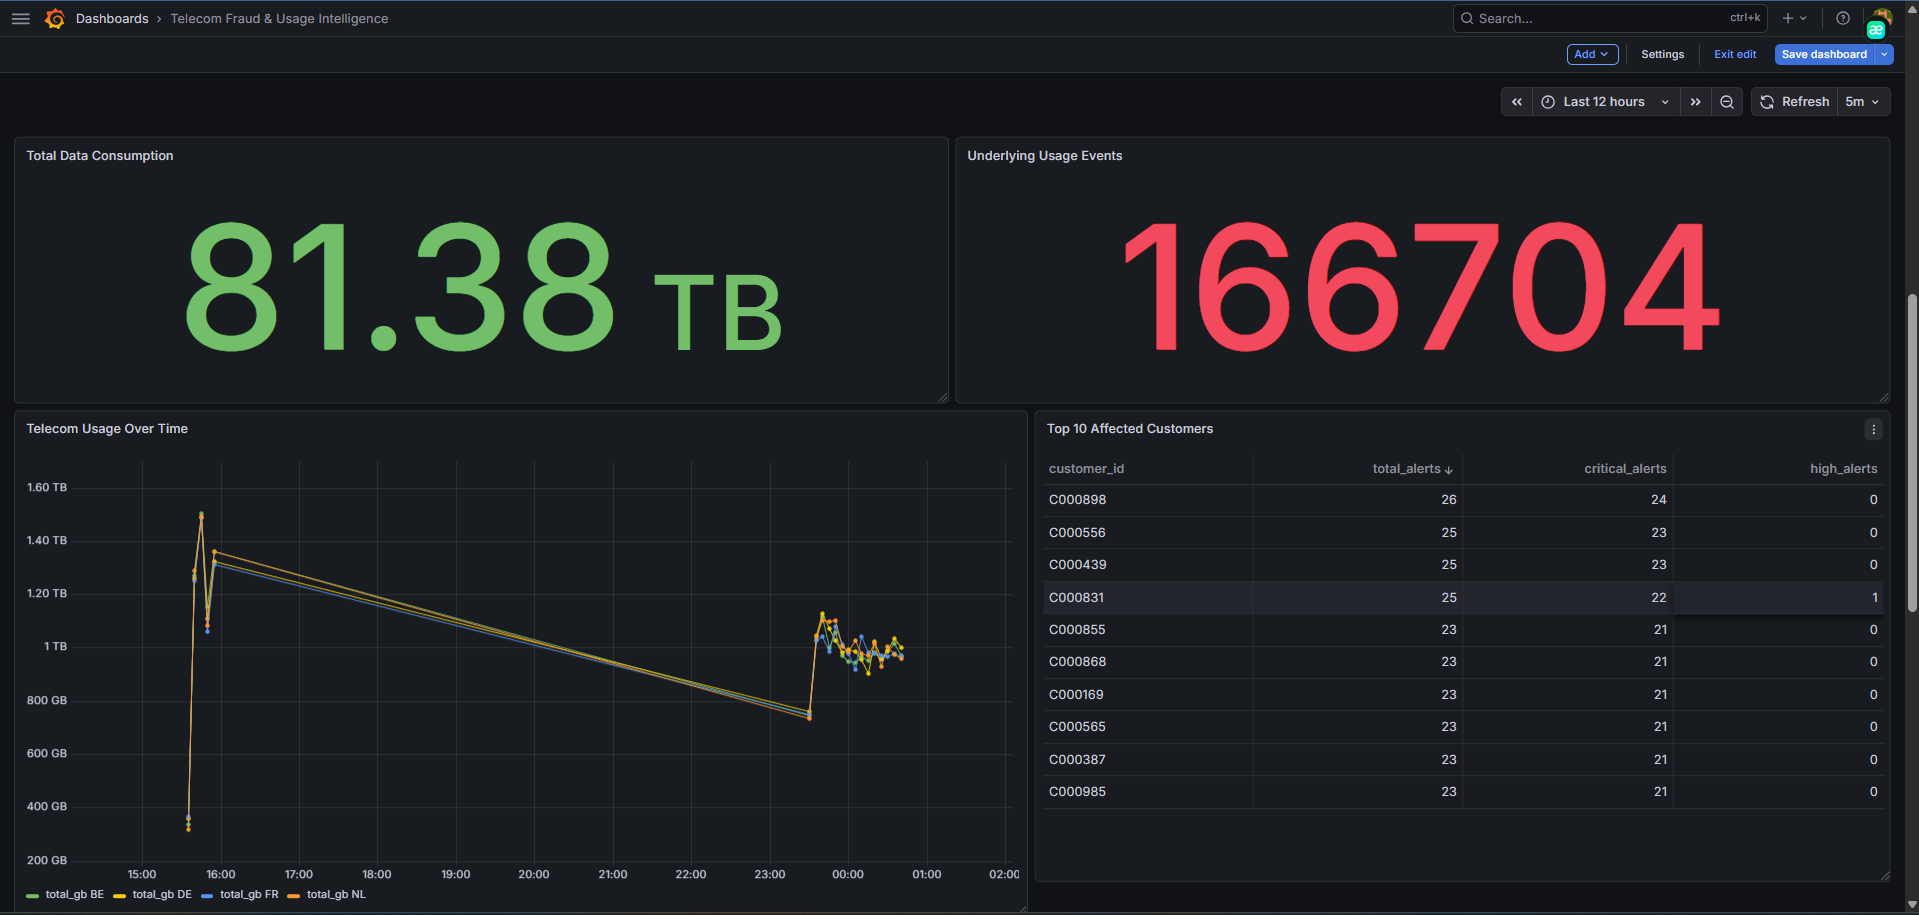 Dashboards › Telecom Fraud & Usage Intelligence
Search... ctrl+k
æ
Add Settings Exit edit Save dashboard
Last 12 hours Refresh 5m
Total Data Consumption
81.38 TB
Underlying Usage Events
166704
Telecom Usage Over Time
1.60 TB
1.40 TB
1.20 TB
1 TB
800 GB
600 GB
400 GB
200 GB
15:00 16:00 17:00 18:00 19:00 20:00 21:00 22:00 23:00 00:00 01:00 02:00
total_gb BE total_gb DE total_gb FR total_gb NL
Top 10 Affected Customers
customer_id total_alerts critical_alerts high_alerts
C000898 26 24 0
C000556 25 23 0
C000439 25 23 0
C000831 25 22 1
C000855 23 21 0
C000868 23 21 0
C000169 23 21 0
C000565 23 21 0
C000387 23 21 0
C000985 23 21 0